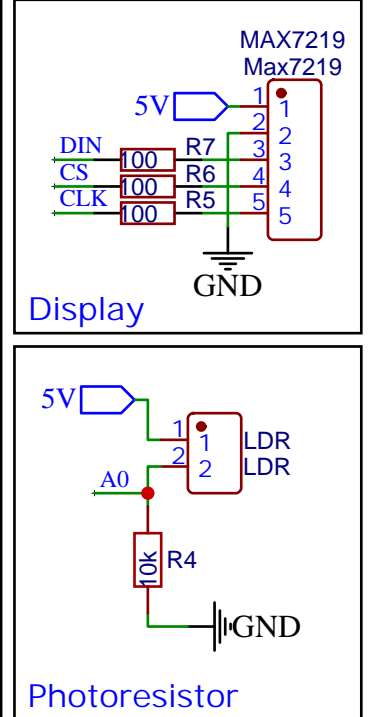 MAX7219
Max7219
5V
1 1
2 2
DIN 100 R7 3 3
CS 100 R6 4 4
CLK 100 R5 5 5
GND
Display
5V
1 1 LDR
2 2 LDR
A0
10k R4
GND
Photoresistor